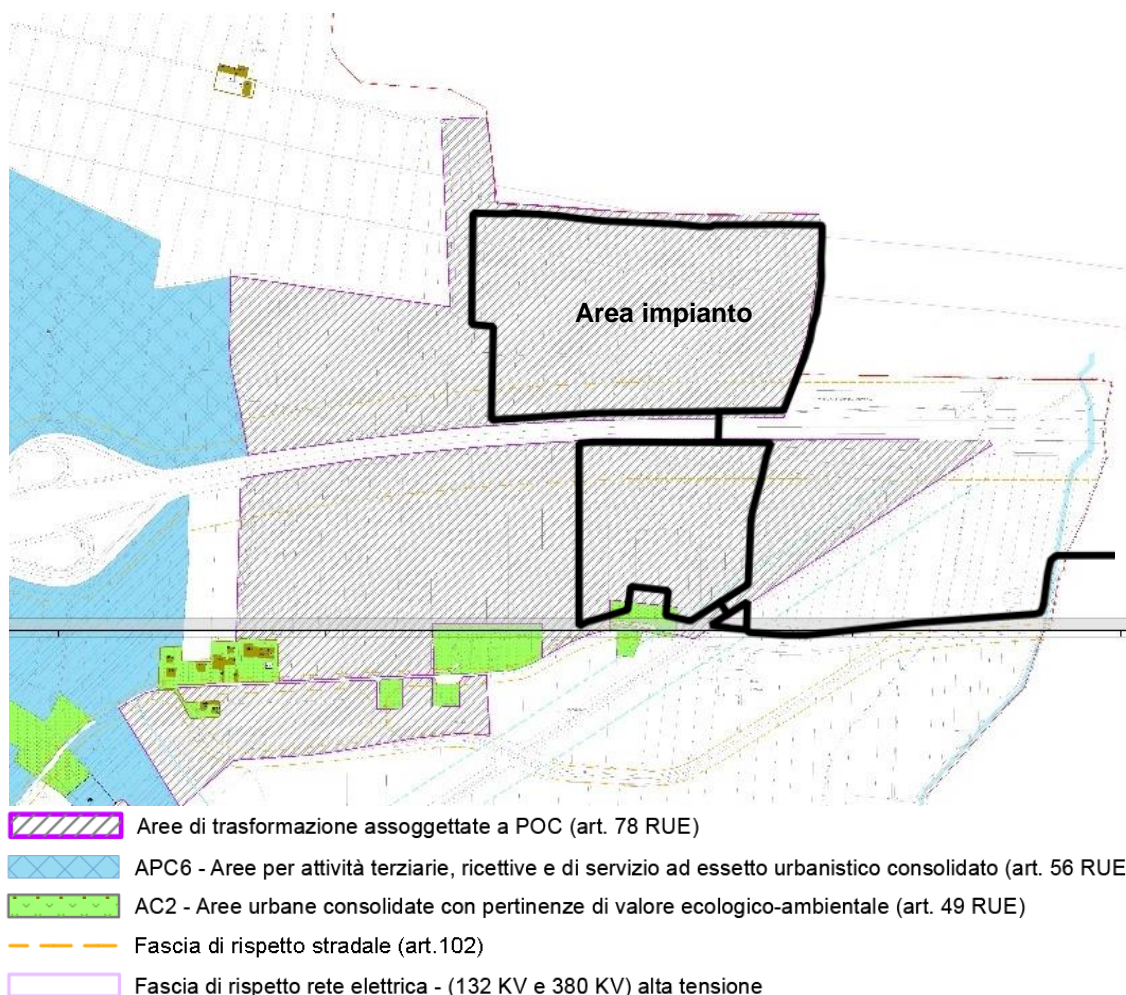 Area impianto
Aree di trasformazione assoggettate a POC (art. 78 RUE)
APC6 - Aree per attività terziarie, ricettive e di servizio ad essetto urbanistico consolidato (art. 56 RUE
AC2 - Aree urbane consolidate con pertinenze di valore ecologico-ambientale (art. 49 RUE)
Fascia di rispetto stradale (art.102)
Fascia di rispetto rete elettrica - (132 KV e 380 KV) alta tensione